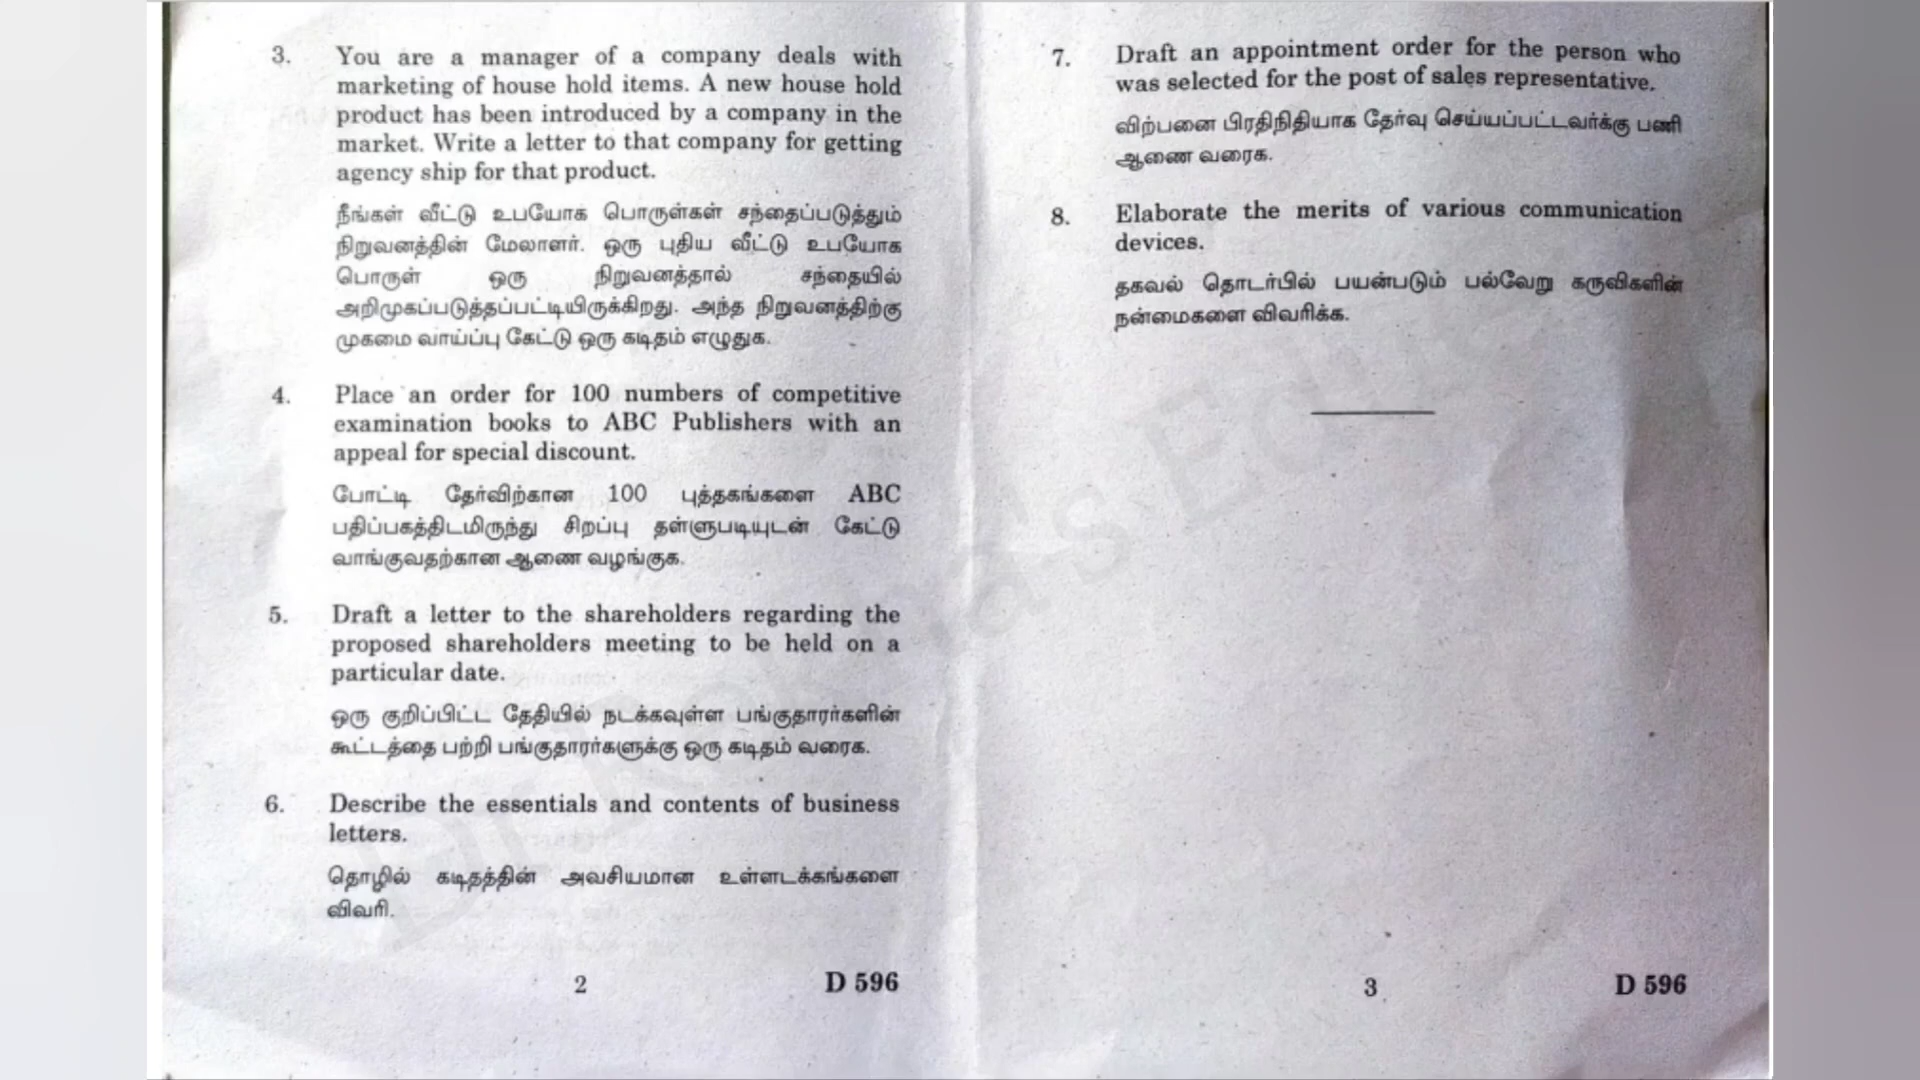 3. You are a manager of a company deals with
marketing of house hold items. A new house hold
product has been introduced by a company in the
market. Write a letter to that company for getting
agency ship for that product.
நீங்கள் வீட்டு உபயோக பொருள்கள் சந்தைப்படுத்தும்
நிறுவனத்தின் மேலாளர். ஒரு புதிய வீட்டு உபயோக
பொருள் ஒரு நிறுவனத்தால் சந்தையில்
அறிமுகப்படுத்தப்பட்டியிருக்கிறது. அந்த நிறுவனத்திற்கு
முகமை வாய்ப்பு கேட்டு ஒரு கடிதம் எழுதுக.
4. Place an order for 100 numbers of competitive
examination books to ABC Publishers with an
appeal for special discount.
போட்டி தேர்விற்கான 100 புத்தகங்களை ABC
பதிப்பகத்திடமிருந்து சிறப்பு தள்ளுபடியுடன் கேட்டு
வாங்குவதற்கான ஆணை வழங்குக.
5. Draft a letter to the shareholders regarding the
proposed shareholders meeting to be held on a
particular date.
ஒரு குறிப்பிட்ட தேதியில் நடக்கவுள்ள பங்குதாரர்களின்
கூட்டத்தை பற்றி பங்குதாரர்களுக்கு ஒரு கடிதம் வரைக.
6. Describe the essentials and contents of business
letters.
தொழில் கடிதத்தின் அவசியமான உள்ளடக்கங்களை
விவரி.
2 D 596
7. Draft an appointment order for the person who
was selected for the post of sales representative.
விற்பனை பிரதிநிதியாக தேர்வு செய்யப்பட்டவர்க்கு பணி
ஆணை வரைக.
8. Elaborate the merits of various communication
devices.
தகவல் தொடர்பில் பயன்படும் பல்வேறு கருவிகளின்
நன்மைகளை விவரிக்க.
3 D 596